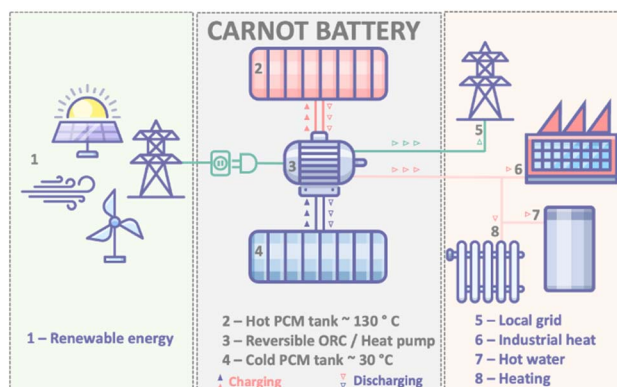 CARNOT BATTERY
2
5
1
3
6
7
8
4
1 – Renewable energy
2 – Hot PCM tank ~ 130 ° C
3 – Reversible ORC / Heat pump
4 – Cold PCM tank ~ 30 °C
Charging
Discharging
5 – Local grid
6 – Industrial heat
7 – Hot water
8 – Heating